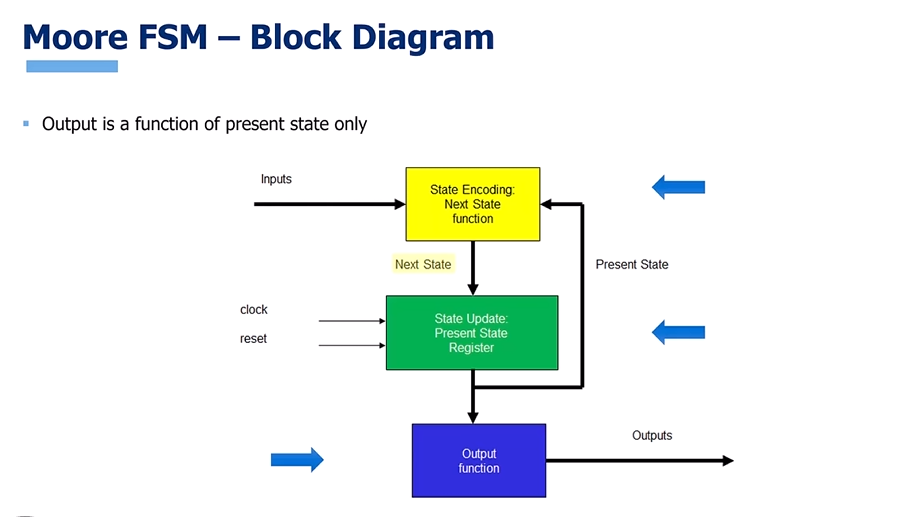 Moore FSM – Block Diagram
Output is a function of present state only
Inputs
State Encoding:
Next State
function
Next State
Present State
clock
reset
State Update:
Present State
Register
Outputs
Output
function